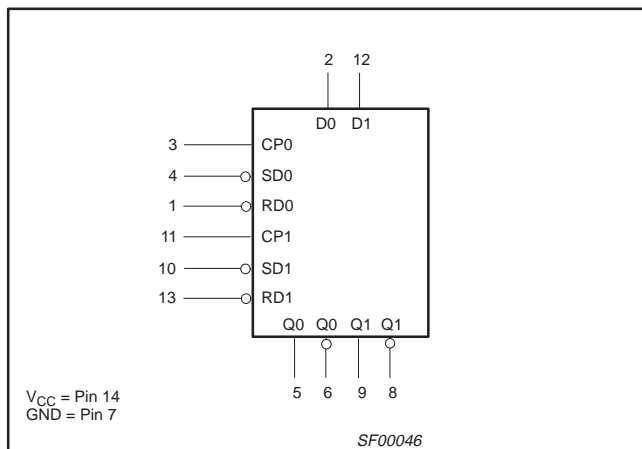 2 12
D0 D1
3 CP0
4 SD0
1 RD0
11 CP1
10 SD1
13 RD1
Q0 Q0 Q1 Q1
5 6 9 8
VCC = Pin 14
GND = Pin 7
SF00046